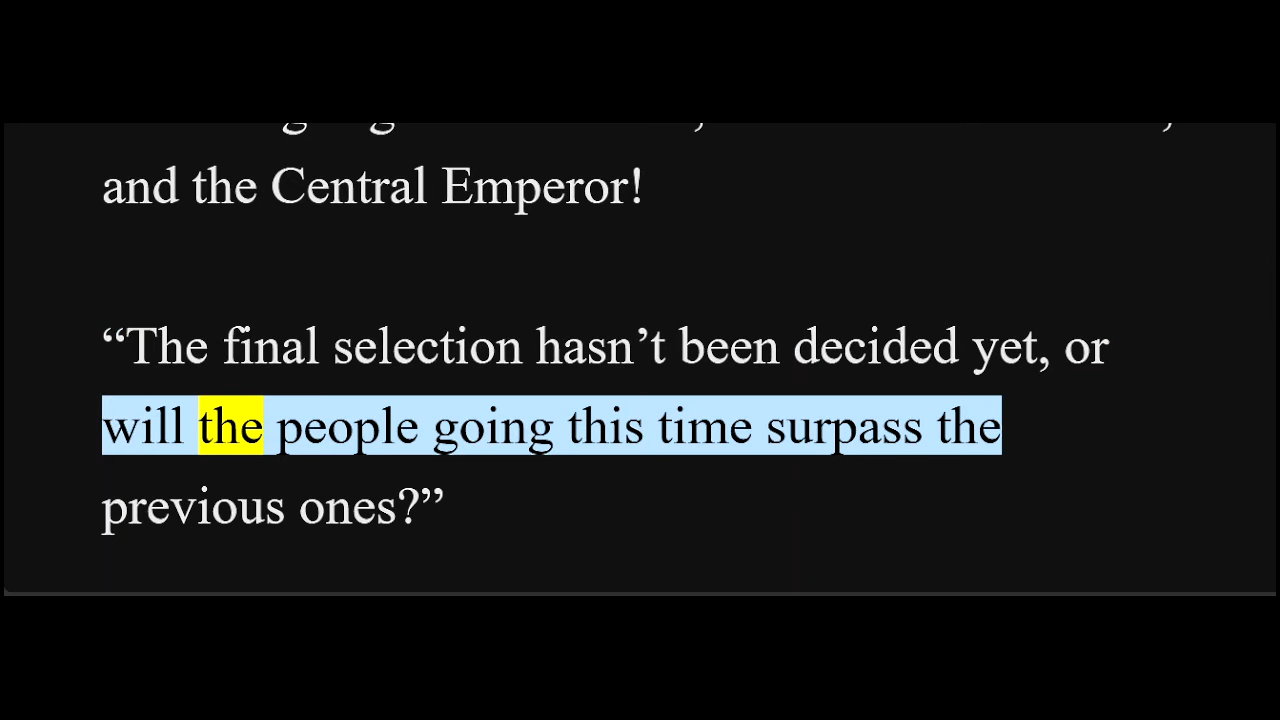 and the Central Emperor!
“The final selection hasn’t been decided yet, or
will the people going this time surpass the
previous ones?”